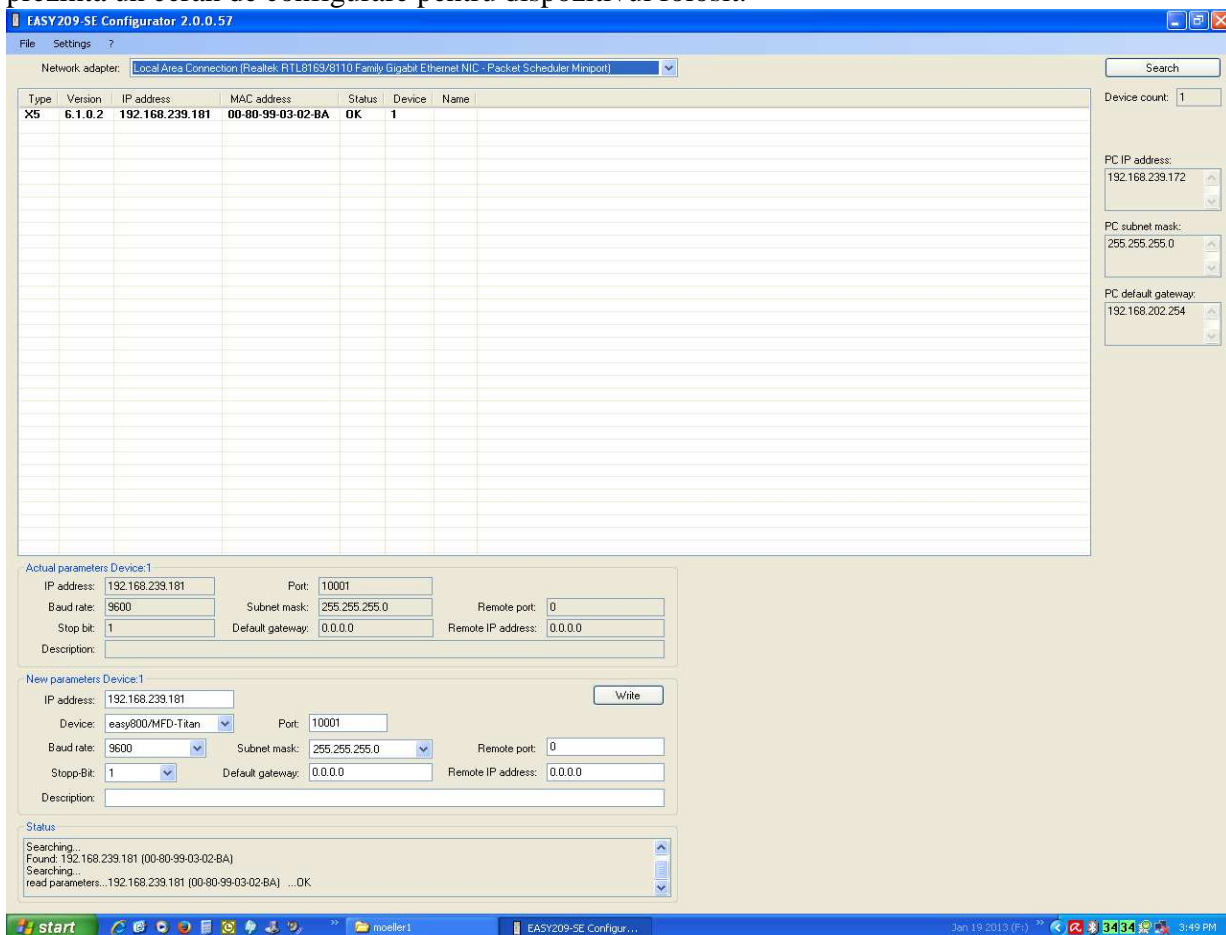 EASY209-SE Configurator 2.0.0.57
File Settings ?
Network adapter: Local Area Connection (Realtek RTL8169/8110 Family Gigabit Ethernet NIC - Packet Scheduler Miniport) Search
Type Version IP address MAC address Status Device Name
X5 6.1.0.2 192.168.239.181 00-80-99-03-02-BA OK 1
Device count: 1
PC IP address:
192.168.239.172
PC subnet mask:
255.255.255.0
PC default gateway:
192.168.202.254
Actual parameters Device:1
IP address: 192.168.239.181 Port: 10001
Baud rate: 9600 Subnet mask: 255.255.255.0 Remote port: 0
Stop bit: 1 Default gateway: 0.0.0.0 Remote IP address: 0.0.0.0
Description:
New parameters Device:1
IP address: 192.168.239.181 Write
Device: easy800/MFD-Titan Port: 10001
Baud rate: 9600 Subnet mask: 255.255.255.0 Remote port: 0
Stopp-Bit: 1 Default gateway: 0.0.0.0 Remote IP address: 0.0.0.0
Description:
Status
Searching...
Found: 192.168.239.181 (00-80-99-03-02-BA)
Searching...
read parameters...192.168.239.181 (00-80-99-03-02-BA) ...OK
start moeller1 EASY209-SE Configur... Jan 19 2013 (F:) 34 34 3:49 PM